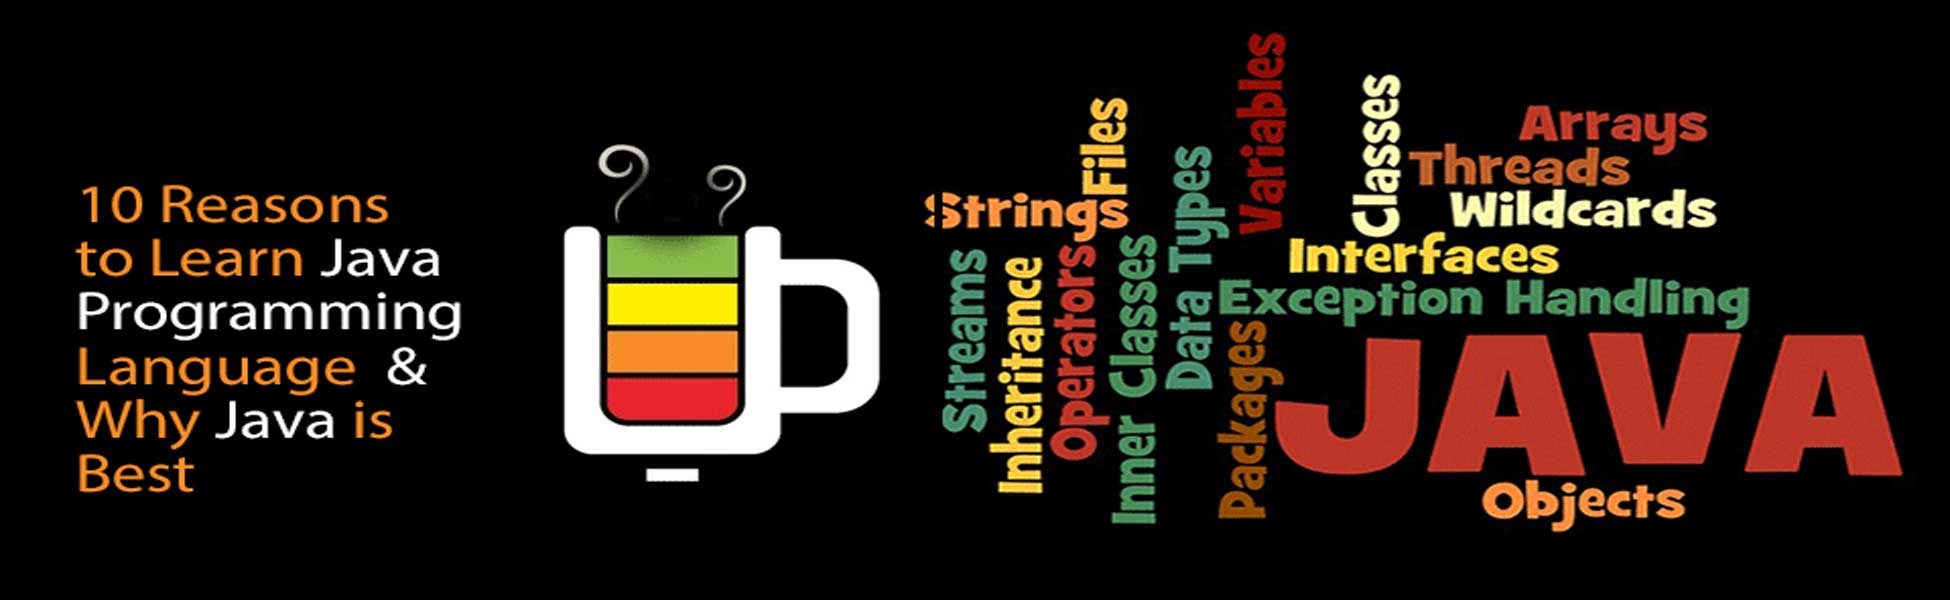 10 Reasons
to Learn Java
Programming
Language &
Why Java is
Best
Strings
Files
Streams
Inheritance
Operators
Inner Classes
Data Types
Variables
Packages
Classes
Arrays
Threads
Wildcards
Interfaces
Exception Handling
JAVA
Objects